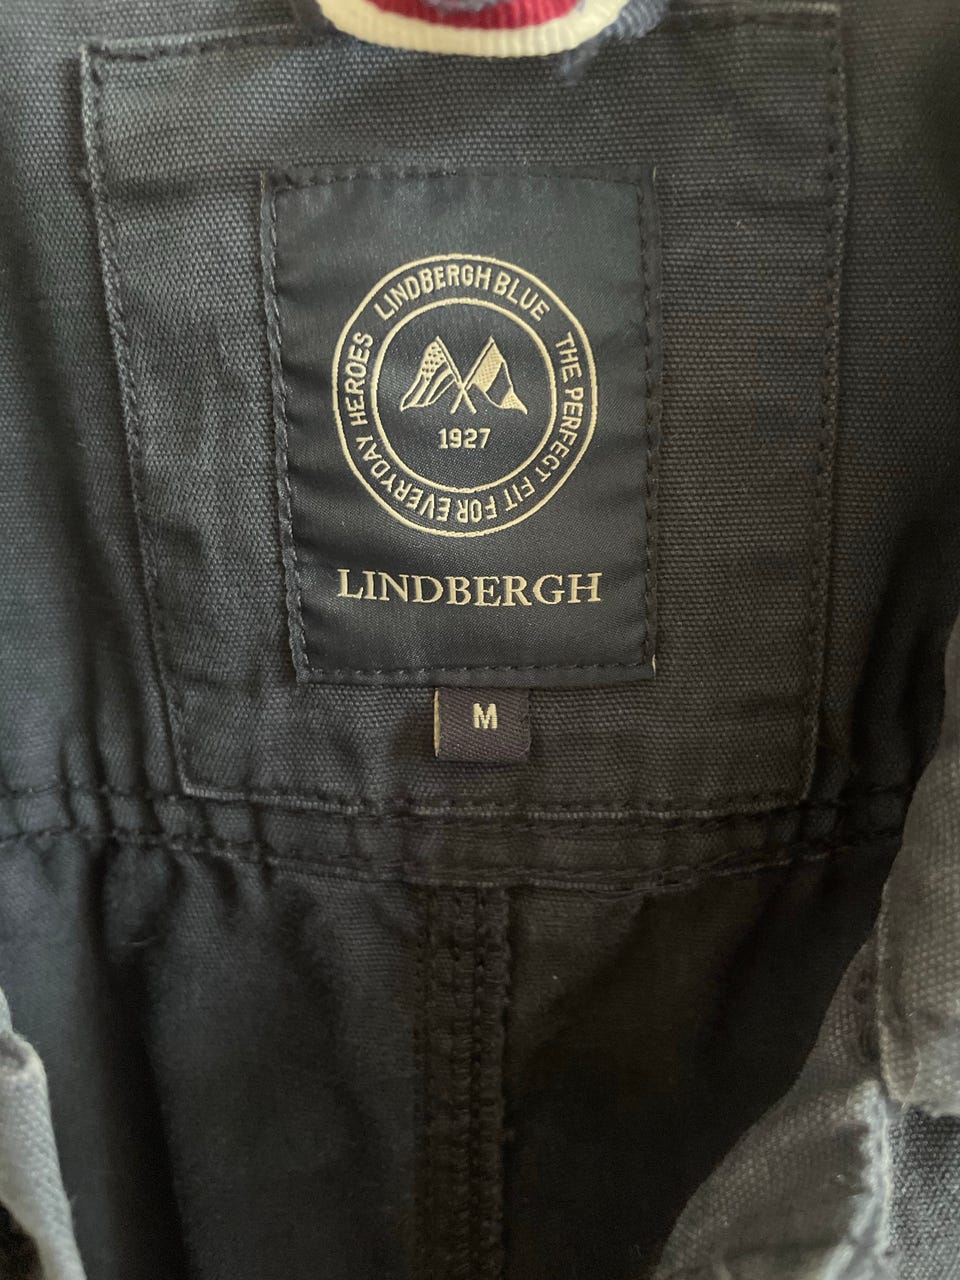 LINDBERGH BLUE
THE PERFECT FIT FOR EVERYDAY HEROES
1927
LINDBERGH
M